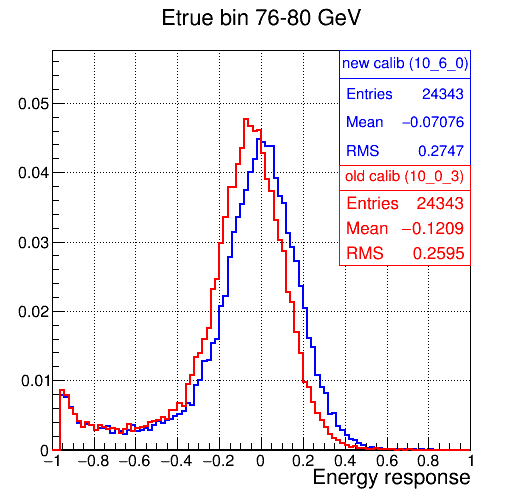 Etrue bin 76-80 GeV
new calib (10_6_0)
Entries 24343
Mean −0.07076
RMS 0.2747
old calib (10_0_3)
Entries 24343
Mean −0.1209
RMS 0.2595
0.05
0.04
0.03
0.02
0.01
0
−1 −0.8 −0.6 −0.4 −0.2 0 0.2 0.4 0.6 0.8 1
Energy response